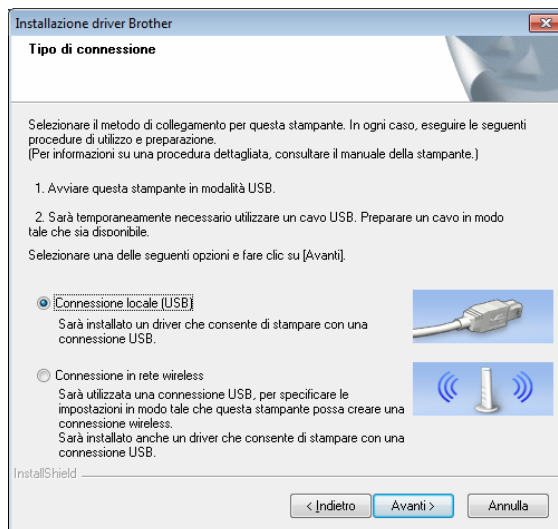 Installazione driver Brother
Tipo di connessione
Selezionare il metodo di collegamento per questa stampante. In ogni caso, eseguire le seguenti
procedure di utilizzo e preparazione.
(Per informazioni su una procedura dettagliata, consultare il manuale della stampante.)
1. Avviare questa stampante in modalità USB.
2. Sarà temporaneamente necessario utilizzare un cavo USB. Preparare un cavo in modo
tale che sia disponibile.
Selezionare una delle seguenti opzioni e fare clic su [Avanti].
Connessione locale (USB)
Sarà installato un driver che consente di stampare con una
connessione USB.
Connessione in rete wireless
Sarà utilizzata una connessione USB, per specificare le
impostazioni in modo tale che questa stampante possa creare una
connessione wireless.
Sarà installato anche un driver che consente di stampare con una
connessione USB.
InstallShield
< Indietro
Avanti >
Annulla